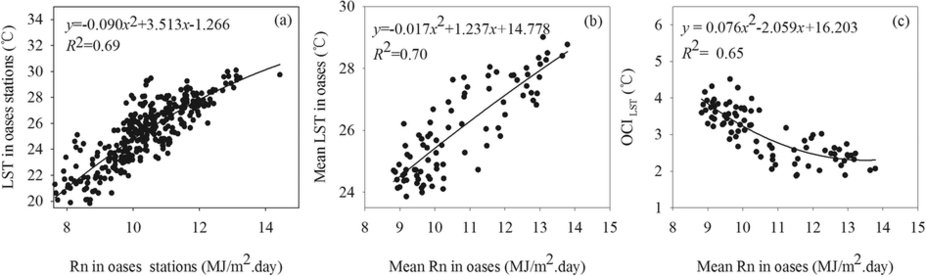 (a)
y=-0.090x2+3.513x-1.266
R2=0.69
LST in oases stations (℃)
34
32
30
28
26
24
22
20
8 10 12 14
Rn in oases stations (MJ/m2.day)
(b)
y=-0.017x2+1.237x+14.778
R2=0.70
Mean LST in oases (℃)
30
28
26
24
9 10 11 12 13 14 15
Mean Rn in oases (MJ/m2.day)
(c)
y = 0.076x2-2.059x+16.203
R2= 0.65
OCILST (℃)
6
5
4
3
2
1
8 9 10 11 12 13 14 15
Mean Rn in oases (MJ/m2.day)